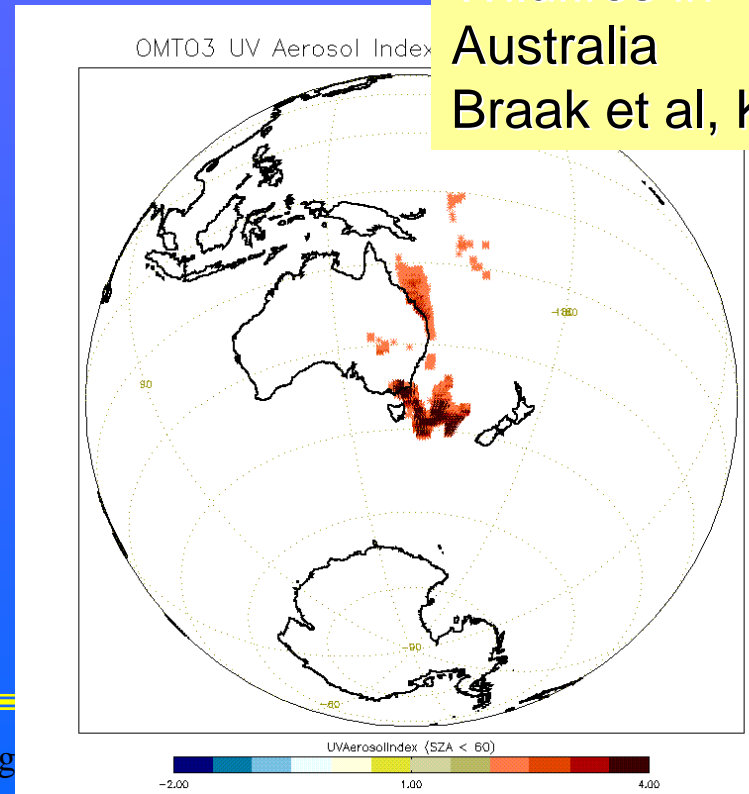 OMTO3 UV Aerosol Index
Australia
Braak et al,
-180
90
-90
-60
UVAerosolIndex (SZA < 60)
-2.00 1.00 4.00